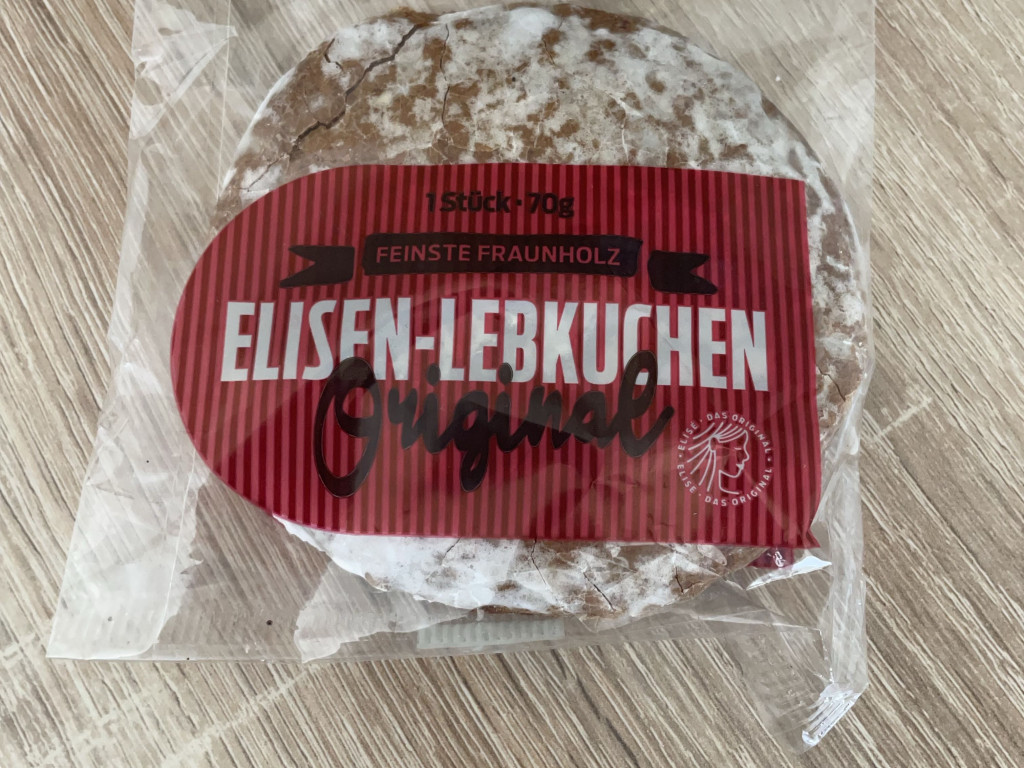 1 Stück · 70g
FEINSTE FRAUNHOLZ
ELISEN-LEBKUCHEN
Original
ELISE · DAS ORIGINAL ·
ELISE · DAS ORIGINAL ·